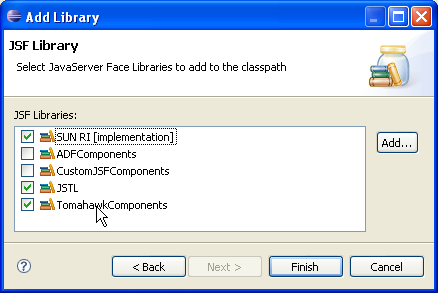 Add Library
JSF Library
Select JavaServer Face Libraries to add to the classpath
JSF Libraries:
SUN RI [implementation]
ADFComponents
CustomJSFComponents
JSTL
TomahawkComponents
Add...
?
< Back
Next >
Finish
Cancel